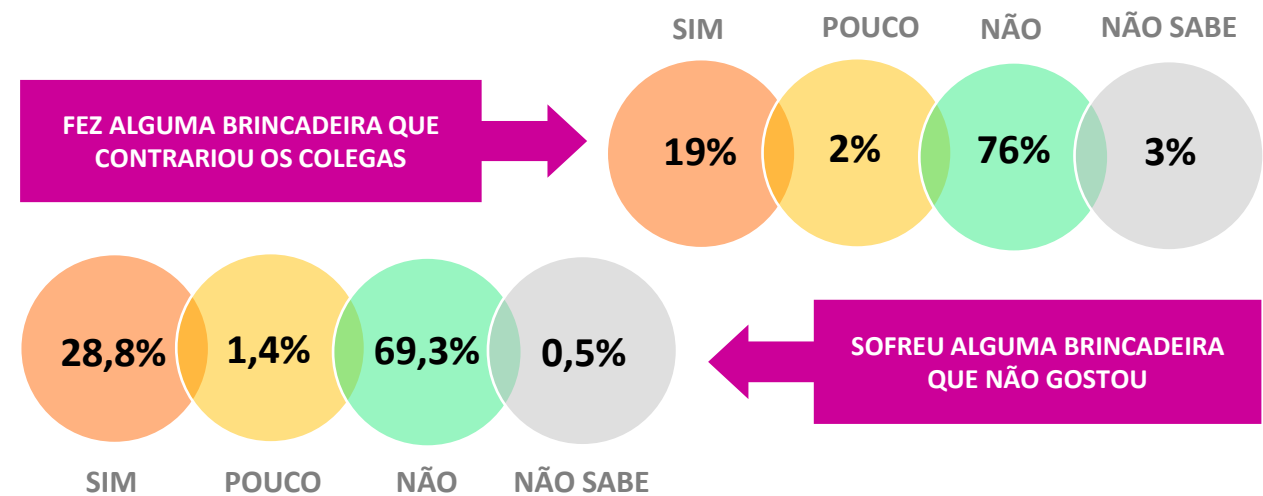 SIM POUCO NÃO NÃO SABE
FEZ ALGUMA BRINCADEIRA QUE
CONTRARIOU OS COLEGAS
19% 2% 76% 3%
28,8% 1,4% 69,3% 0,5%
SOFREU ALGUMA BRINCADEIRA
QUE NÃO GOSTOU
SIM POUCO NÃO NÃO SABE